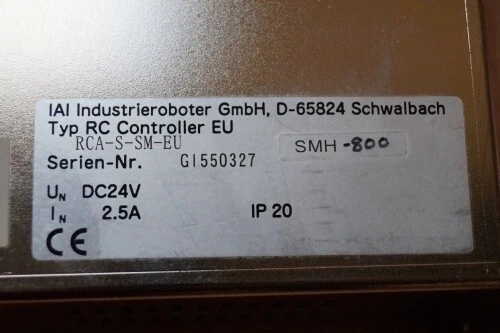 IAI Industrieroboter GmbH, D-65824 Schwalbach
Typ RC Controller EU
RCA-S-SM-EU
SMH -800
Serien-Nr. G1550327
UN DC24V
IN 2.5A IP 20
CE